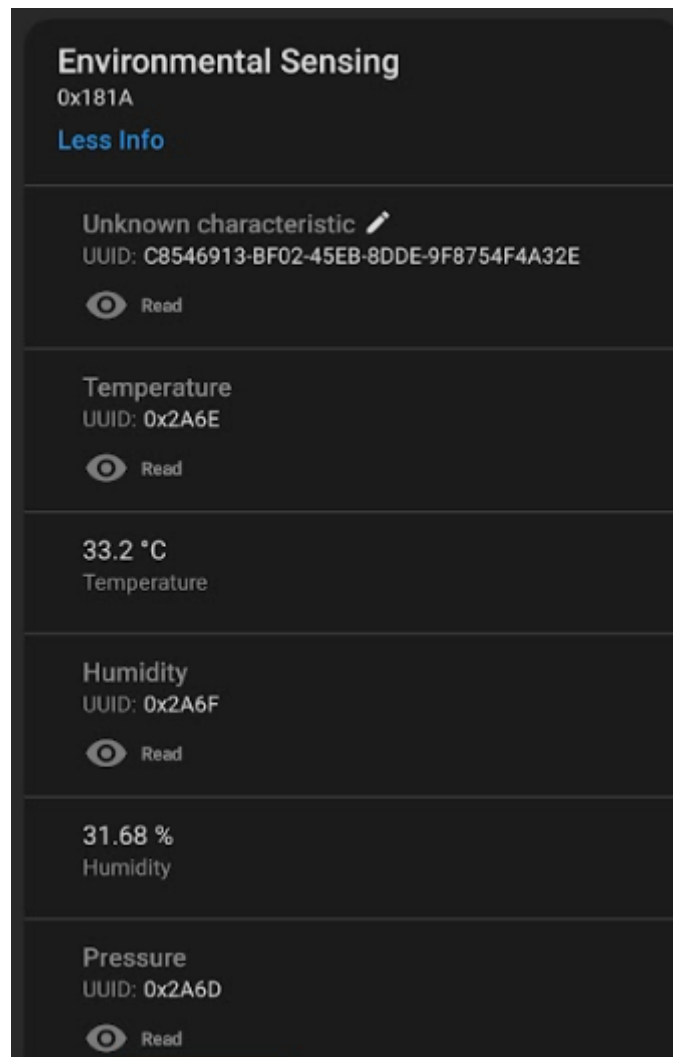 Environmental Sensing
0x181A
Less Info
Unknown characteristic
UUID: C8546913-BF02-45EB-8DDE-9F8754F4A32E
Read
Temperature
UUID: 0x2A6E
Read
33.2 °C
Temperature
Humidity
UUID: 0x2A6F
Read
31.68 %
Humidity
Pressure
UUID: 0x2A6D
Read